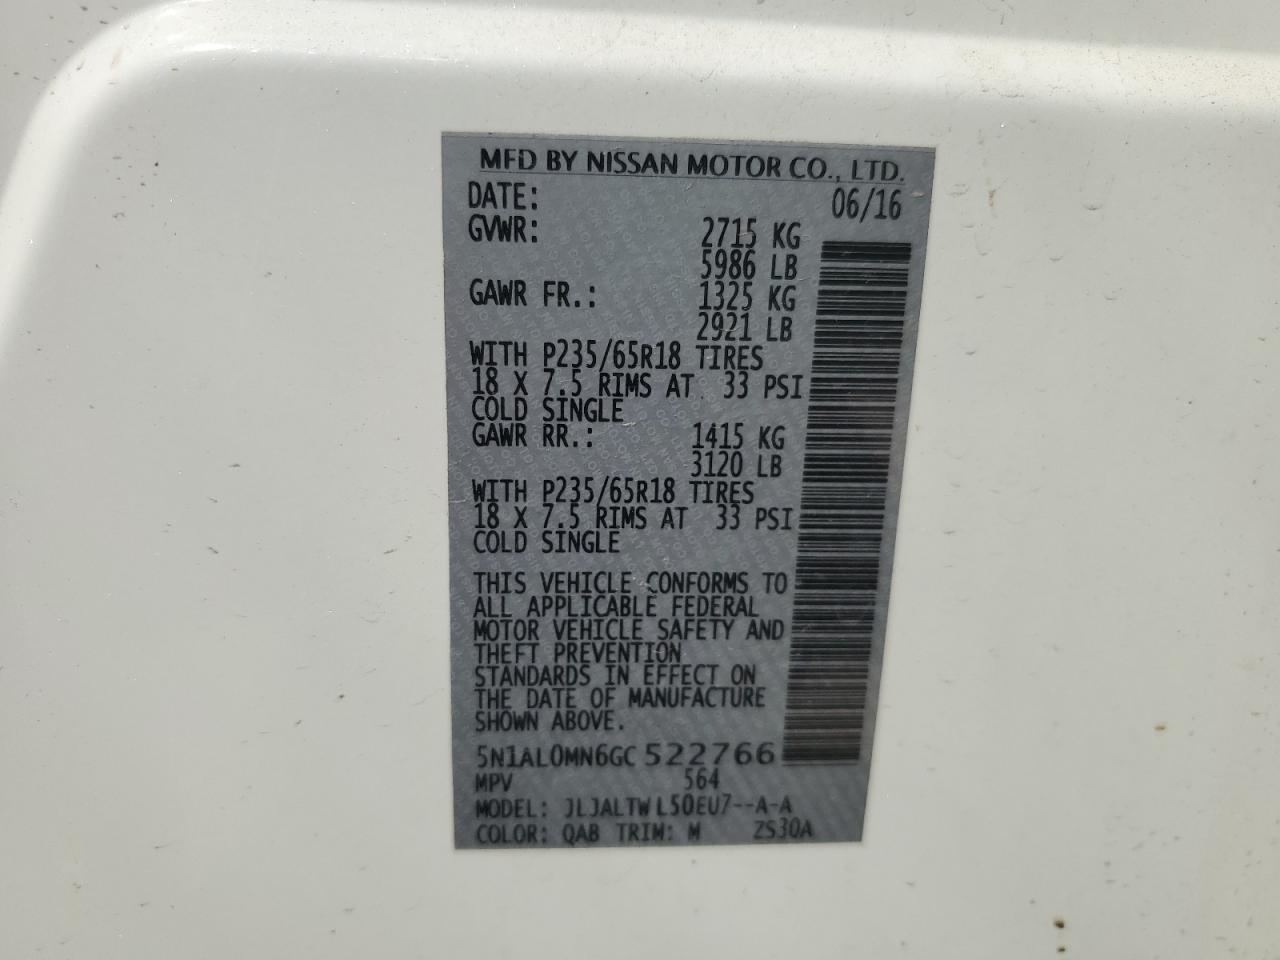 MFD BY NISSAN MOTOR CO., LTD.
DATE: 06/16
GVWR: 2715 KG
5986 LB
GAWR FR.: 1325 KG
2921 LB
WITH P235/65R18 TIRES
18 X 7.5 RIMS AT 33 PSI
COLD SINGLE
GAWR RR.: 1415 KG
3120 LB
WITH P235/65R18 TIRES
18 X 7.5 RIMS AT 33 PSI
COLD SINGLE
THIS VEHICLE CONFORMS TO
ALL APPLICABLE FEDERAL
MOTOR VEHICLE SAFETY AND
THEFT PREVENTION
STANDARDS IN EFFECT ON
THE DATE OF MANUFACTURE
SHOWN ABOVE.
5N1AL0MN6GC522766
MPV 564
MODEL: JLJALTWL50EU7--A-A
COLOR: QAB TRIM: M ZS30A